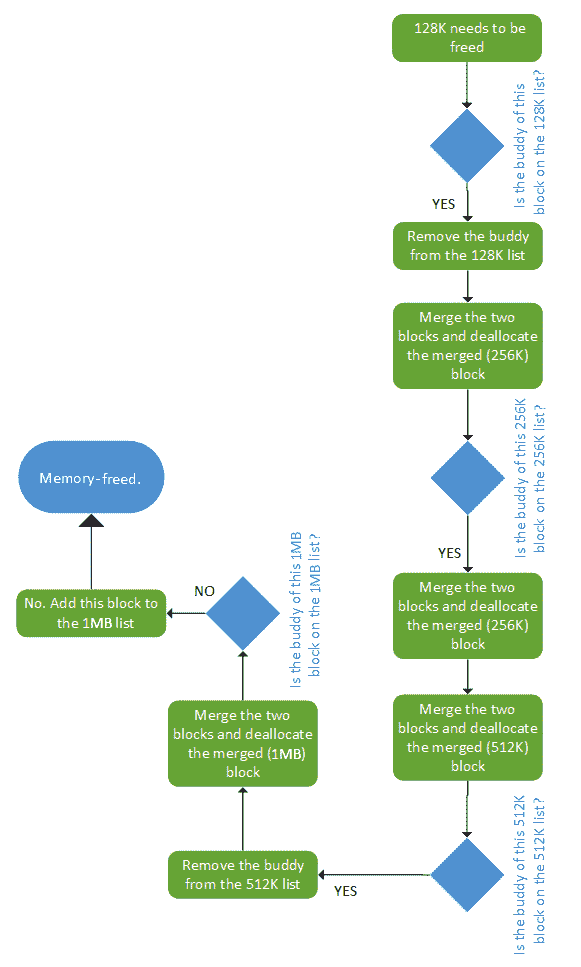 128K needs to be
freed
Is the buddy of this
block on the 128K list?
YES
Remove the buddy
from the 128K list
Merge the two
blocks and deallocate
the merged (256K)
block
Is the buddy of this 256K
block on the 256K list?
YES
Merge the two
blocks and deallocate
the merged (256K)
block
Merge the two
blocks and deallocate
the merged (512K)
block
Is the buddy of this 512K
block on the 512K list?
YES
Remove the buddy
from the 512K list
Merge the two
blocks and deallocate
the merged (1MB)
block
Is the buddy of this 1MB
block on the 1MB list?
NO
No. Add this block to
the 1MB list
Memory-freed.